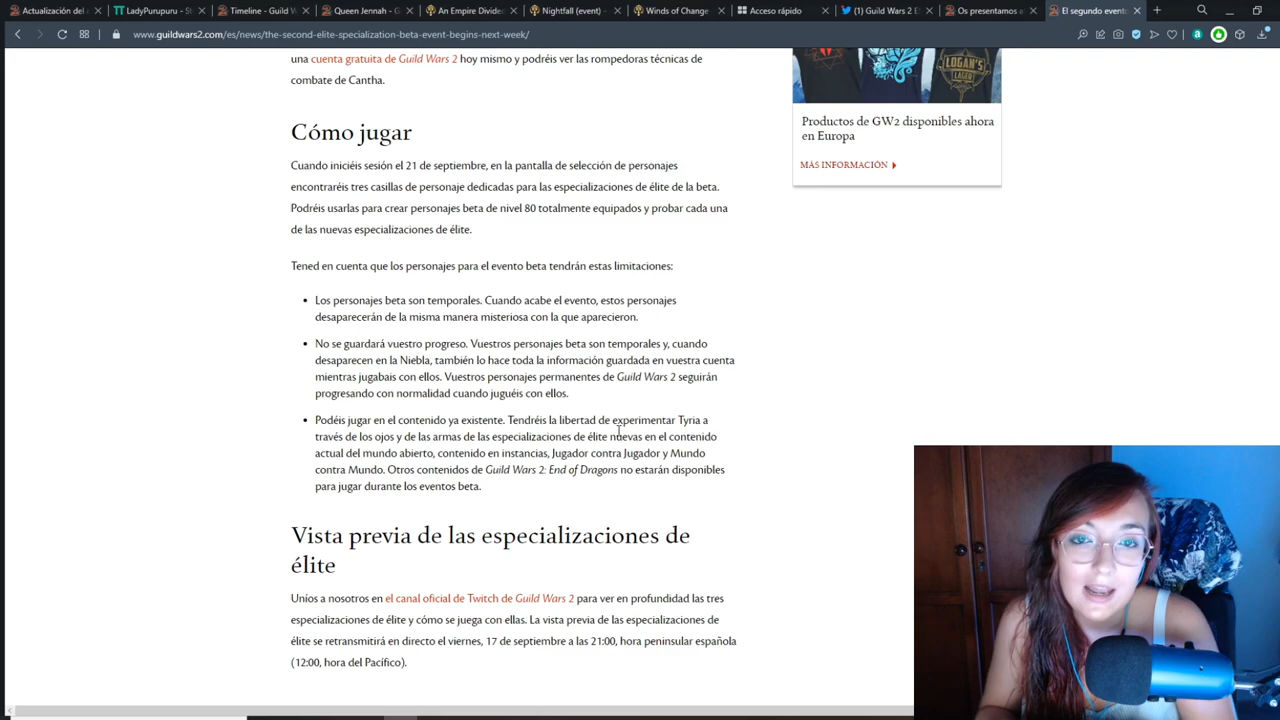 Actualización del
LadyPurupuru - St
Timeline - Guild W
Queen Jennah - G
An Empire Divided
Nightfall (event) -
Winds of Change
Acceso rápido
Guild Wars 2 E
Os presentamos a
El segundo evento
www.guildwars2.com/es/news/the-second-elite-specialization-beta-event-begins-next-week/
una cuenta gratuita de Guild Wars 2 hoy mismo y podréis ver las rompedoras técnicas de
combate de Cantha.
LOGAN'S
LAGER
Productos de GW2 disponibles ahora
en Europa
MÁS INFORMACIÓN
Cómo jugar
Cuando iniciéis sesión el 21 de septiembre, en la pantalla de selección de personajes
encontraréis tres casillas de personaje dedicadas para las especializaciones de élite de la beta.
Podréis usarlas para crear personajes beta de nivel 80 totalmente equipados y probar cada una
de las nuevas especializaciones de élite.
Tened en cuenta que los personajes para el evento beta tendrán estas limitaciones:
• Los personajes beta son temporales. Cuando acabe el evento, estos personajes
desaparecerán de la misma manera misteriosa con la que aparecieron.
• No se guardará vuestro progreso. Vuestros personajes beta son temporales y, cuando
desaparecen en la Niebla, también lo hace toda la información guardada en vuestra cuenta
mientras jugabais con ellos. Vuestros personajes permanentes de Guild Wars 2 seguirán
progresando con normalidad cuando juguéis con ellos.
• Podéis jugar en el contenido ya existente. Tendréis la libertad de experimentar Tyria a
través de los ojos y de las armas de las especializaciones de élite nuevas en el contenido
actual del mundo abierto, contenido en instancias, Jugador contra Jugador y Mundo
contra Mundo. Otros contenidos de Guild Wars 2: End of Dragons no estarán disponibles
para jugar durante los eventos beta.
Vista previa de las especializaciones de
élite
Uníos a nosotros en el canal oficial de Twitch de Guild Wars 2 para ver en profundidad las tres
especializaciones de élite y cómo se juega con ellas. La vista previa de las especializaciones de
élite se retransmitirá en directo el viernes, 17 de septiembre a las 21:00, hora peninsular española
(12:00, hora del Pacífico).